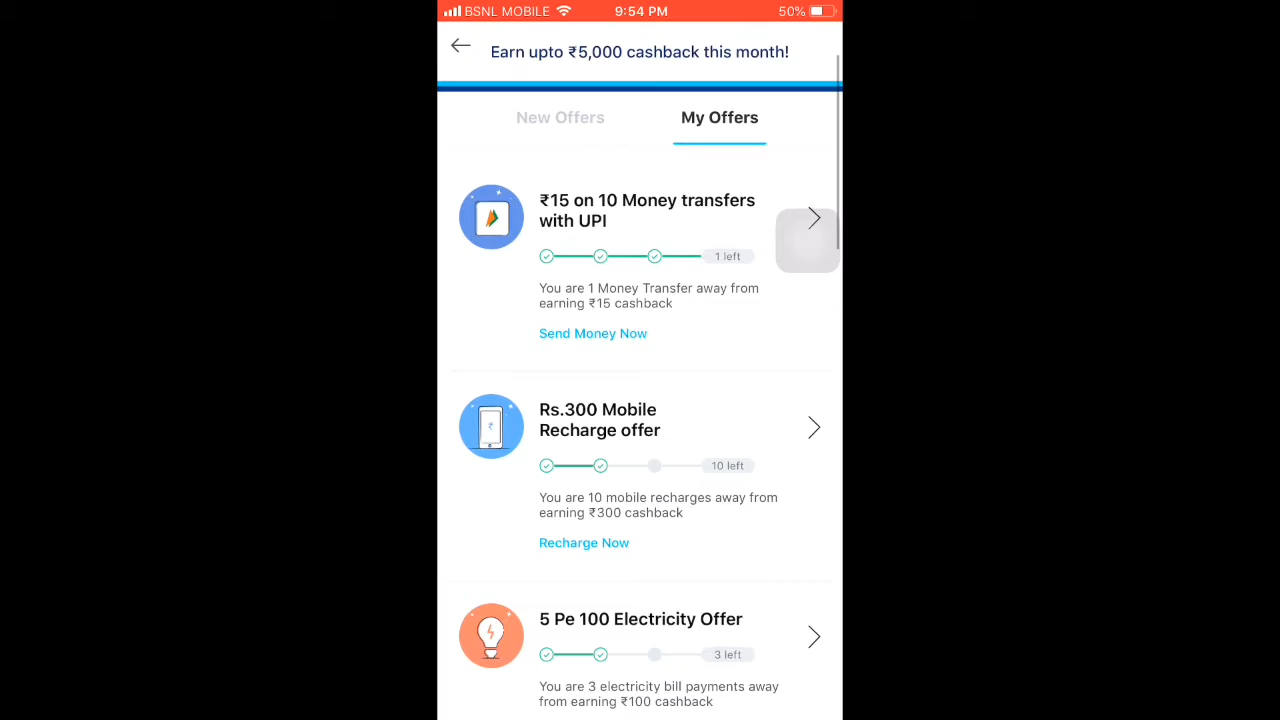 BSNL MOBILE 9:54 PM 50%
Earn upto ₹5,000 cashback this month!
New Offers My Offers
₹15 on 10 Money transfers
with UPI
1 left
You are 1 Money Transfer away from
earning ₹15 cashback
Send Money Now
Rs.300 Mobile
Recharge offer
₹
10 left
You are 10 mobile recharges away from
earning ₹300 cashback
Recharge Now
5 Pe 100 Electricity Offer
3 left
You are 3 electricity bill payments away
from earning ₹100 cashback